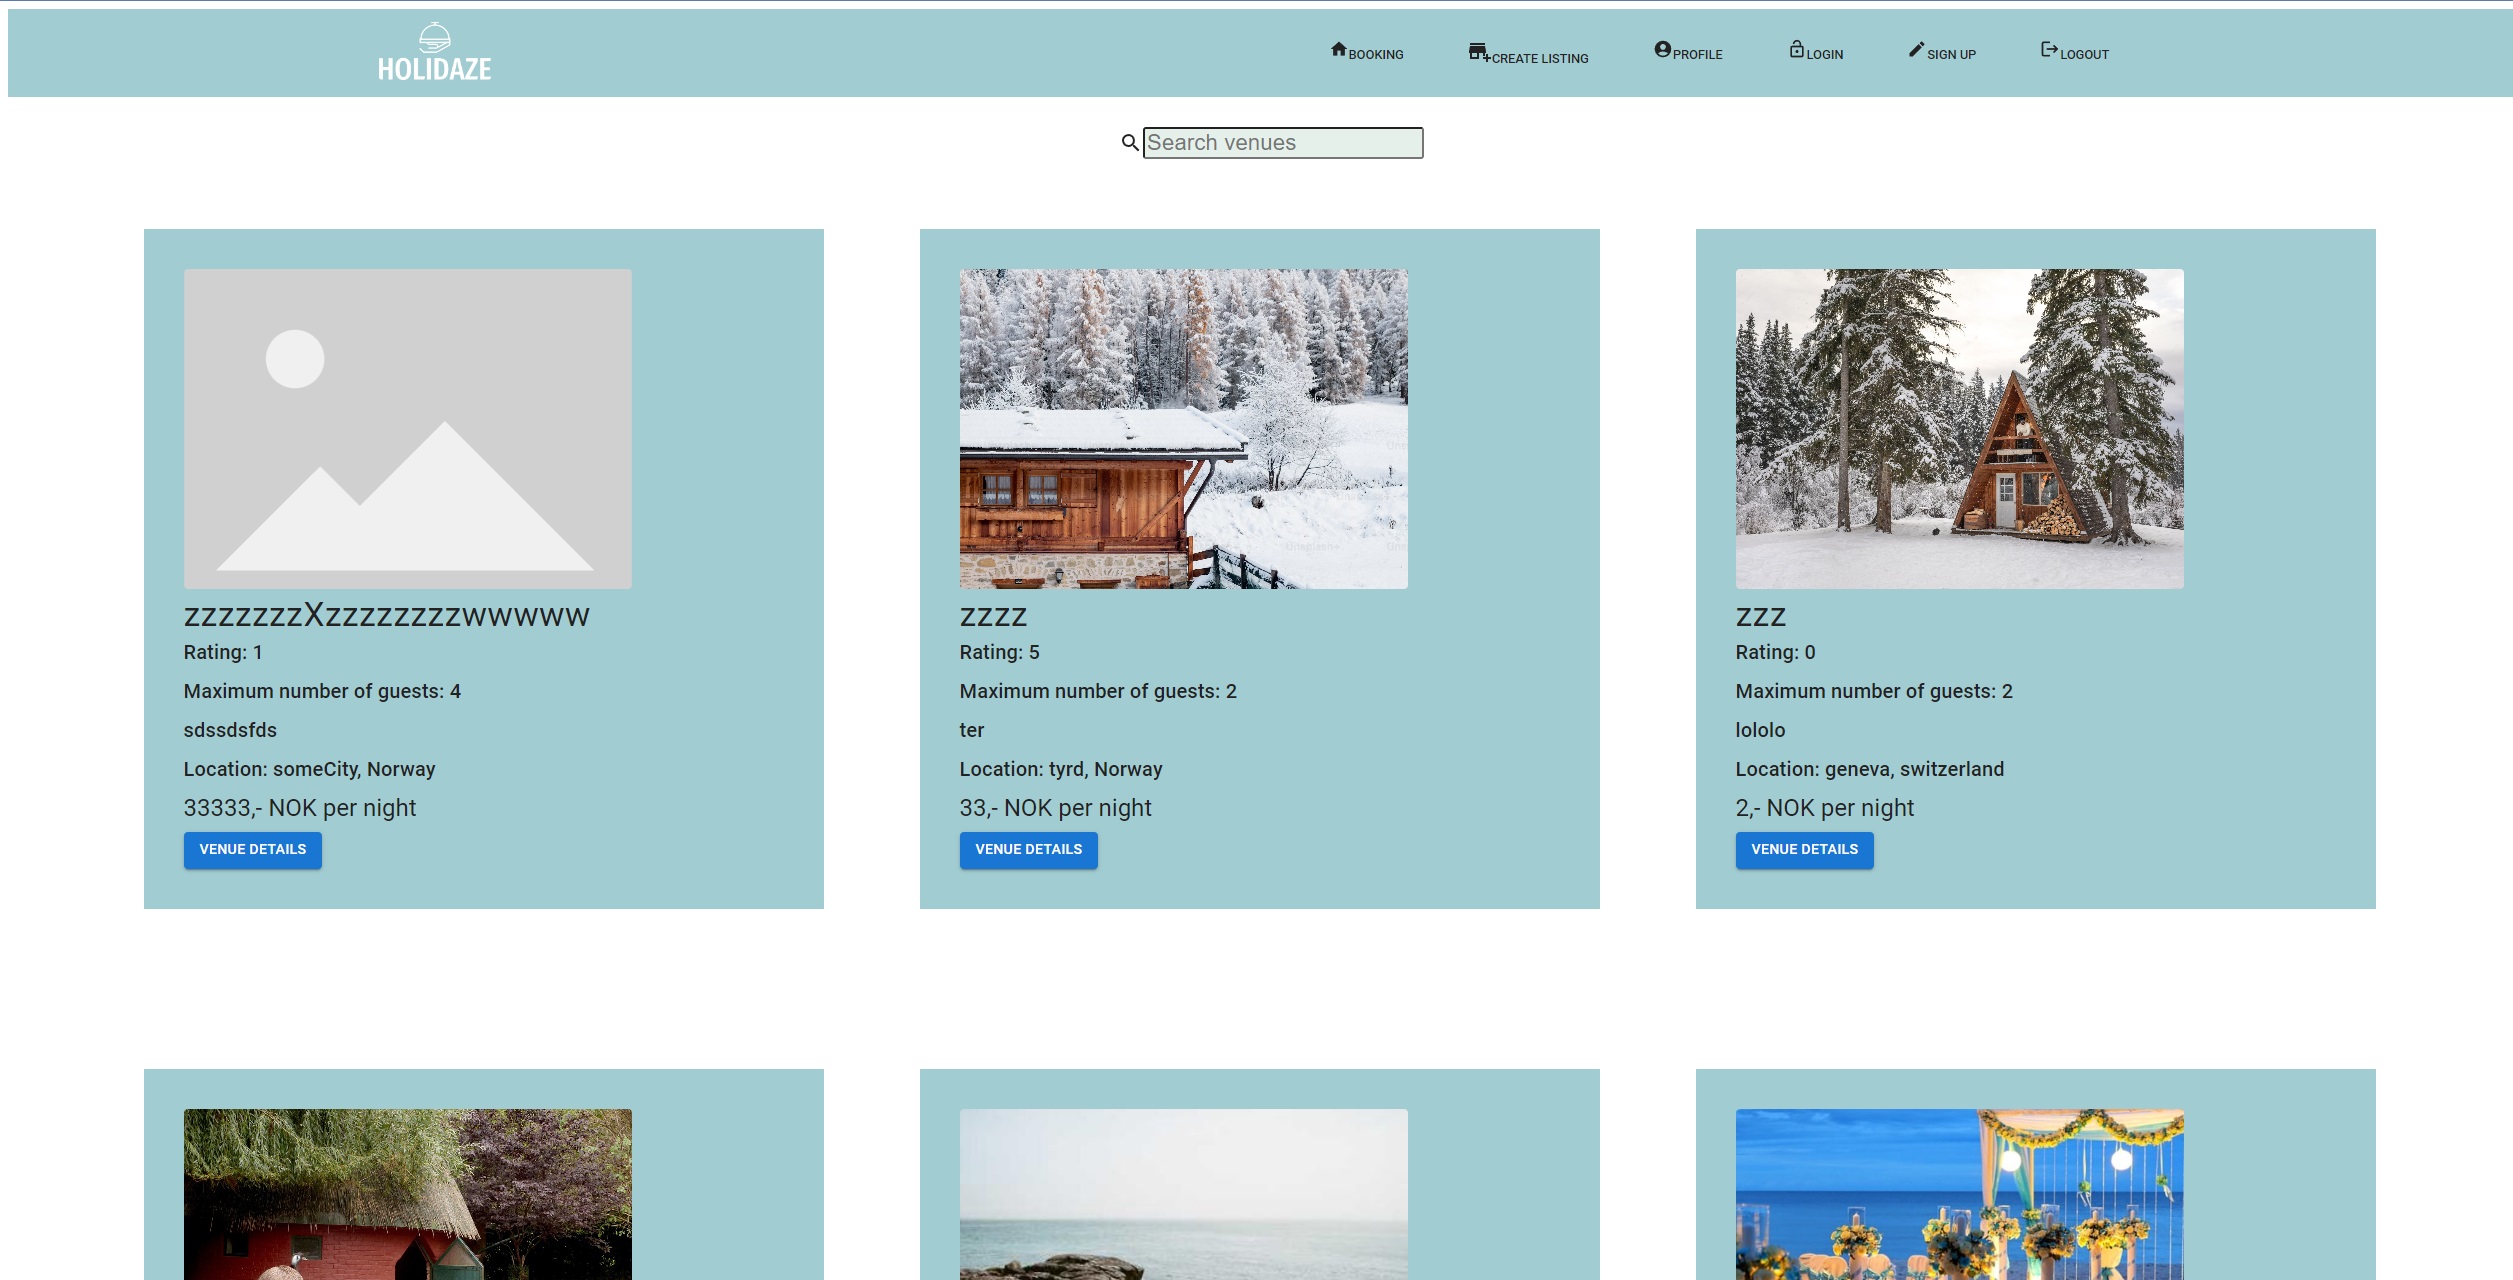 HOLIDAZE
BOOKING
CREATE LISTING
PROFILE
LOGIN
SIGN UP
LOGOUT
Search venues
zzzzzzzXzzzzzzzzwwwww
Rating: 1
Maximum number of guests: 4
sdssdsfds
Location: someCity, Norway
33333,- NOK per night
VENUE DETAILS
zzzz
Rating: 5
Maximum number of guests: 2
ter
Location: tyrd, Norway
33,- NOK per night
VENUE DETAILS
zzz
Rating: 0
Maximum number of guests: 2
lololo
Location: geneva, switzerland
2,- NOK per night
VENUE DETAILS